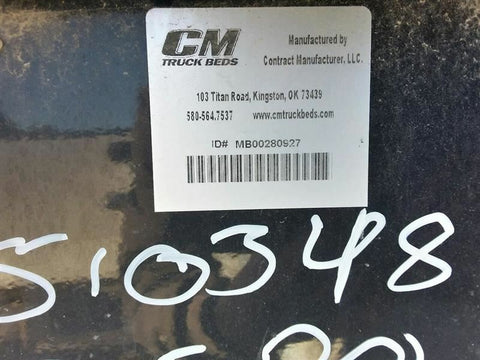 CM
TRUCK BEDS
Manufactured by
Contract Manufacturer, LLC.
103 Titan Road, Kingston, OK 73439
580-564.7537 www.cmtruckbeds.com
ID# MB00280927
510348